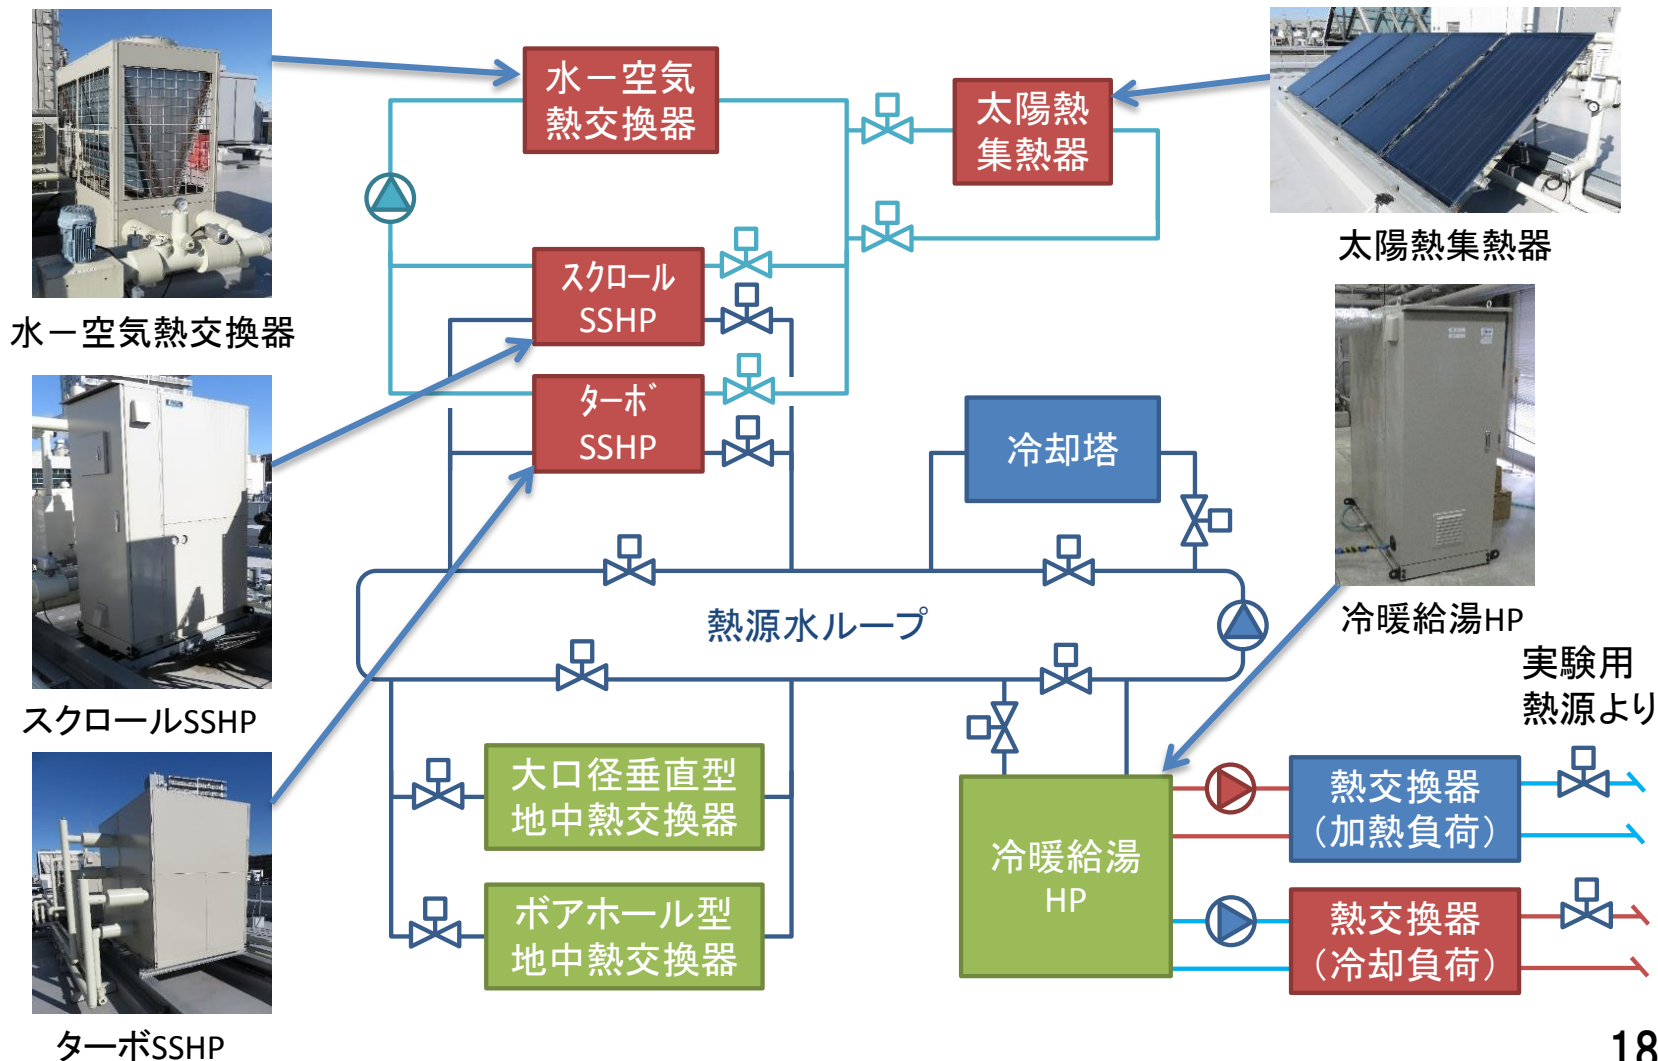 水－空気
熱交換器
太陽熱
集熱器
太陽熱集熱器
スクロール
SSHP
水－空気熱交換器
ターボ
SSHP
冷却塔
熱源水ループ
冷暖給湯HP
実験用
熱源より
スクロールSSHP
大口径垂直型
地中熱交換器
熱交換器
（加熱負荷）
冷暖給湯
HP
ボアホール型
地中熱交換器
熱交換器
（冷却負荷）
ターボSSHP
18